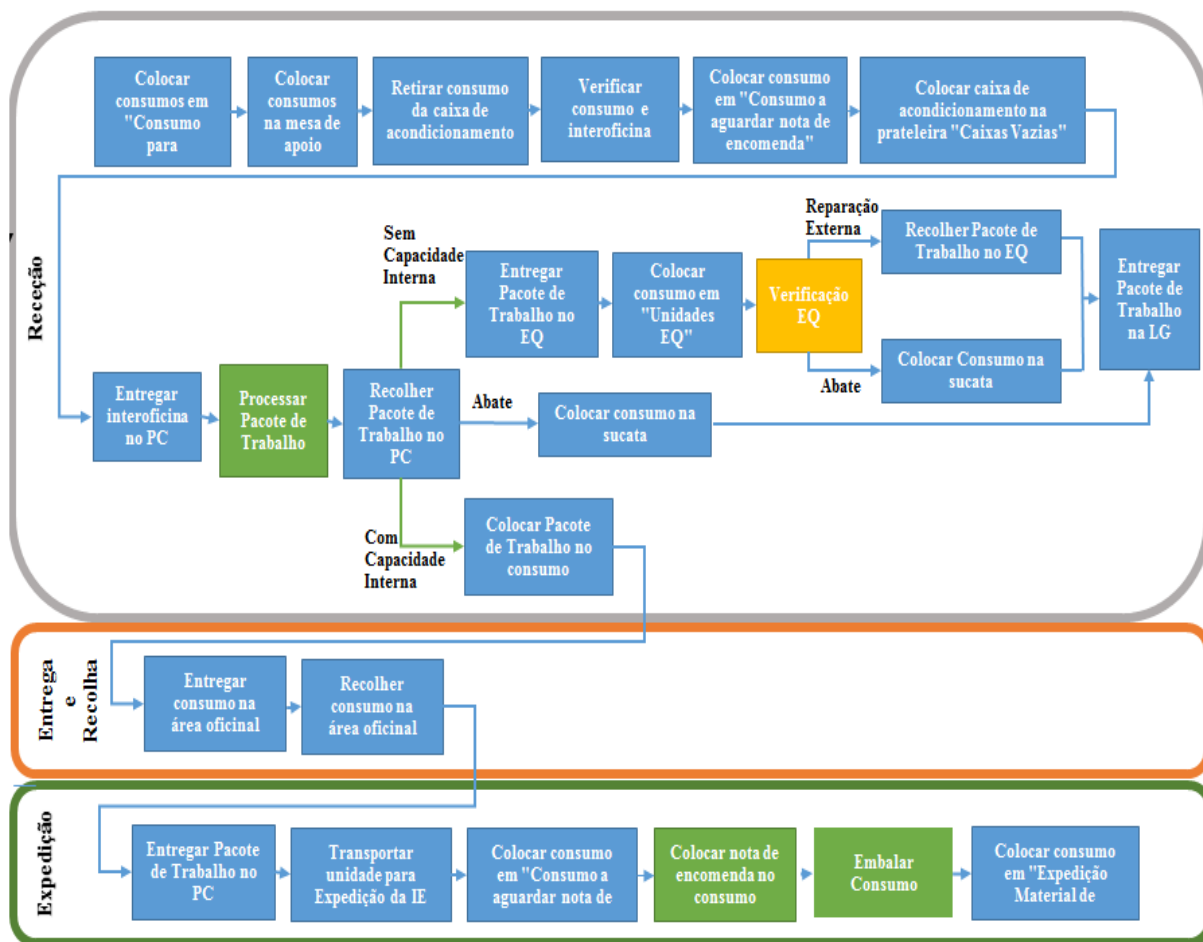 Receção
Colocar
consumos em
"Consumo
para
Colocar
consumos
na mesa de
apoio
Retirar consumo
da caixa de
acondicionamento
Verificar
consumo e
interoficina
Colocar consumo
em "Consumo a
aguardar nota de
encomenda"
Colocar caixa de
acondicionamento na
prateleira "Caixas Vazias"
Entregar
interoficina
no PC
Processar
Pacote de
Trabalho
Recolher
Pacote de
Trabalho no
PC
Sem
Capacidade
Interna
Entregar
Pacote de
Trabalho no
EQ
Colocar
consumo em
"Unidades
EQ"
Verificação
EQ
Reparação
Externa
Recolher Pacote de
Trabalho no EQ
Abate
Colocar Consumo na
sucata
Entregar
Pacote de
Trabalho
na LG
Abate
Colocar consumo na
sucata
Com
Capacidade
Interna
Colocar Pacote
de Trabalho no
consumo
Entrega
e
Recolha
Entregar
consumo na
área oficinal
Recolher
consumo na
área oficinal
Expedição
Entregar Pacote
de Trabalho no
PC
Transportar
unidade para
Expedição da IE
Colocar consumo
em "Consumo a
aguardar nota de
Colocar nota de
encomenda no
consumo
Embalar
Consumo
Colocar consumo
em "Expedição
Material de